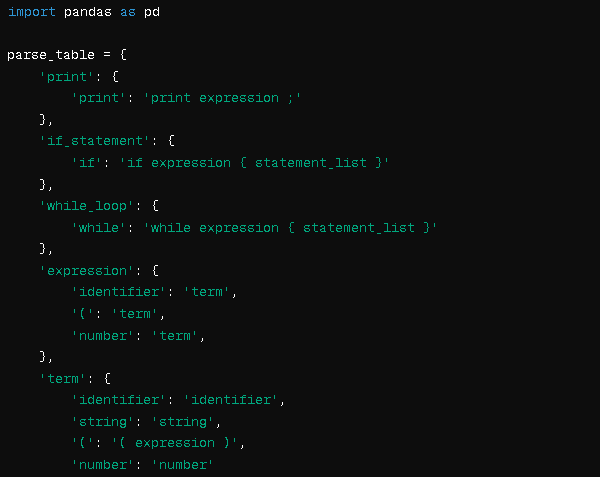 import pandas as pd
parse_table = {
'print': {
'print': 'print expression ;'
},
'if_statement': {
'if': 'if expression { statement_list }'
},
'while_loop': {
'while': 'while expression { statement_list }'
},
'expression': {
'identifier': 'term',
'(': 'term',
'number': 'term',
},
'term': {
'identifier': 'identifier',
'string': 'string',
'(': '( expression )',
'number': 'number'